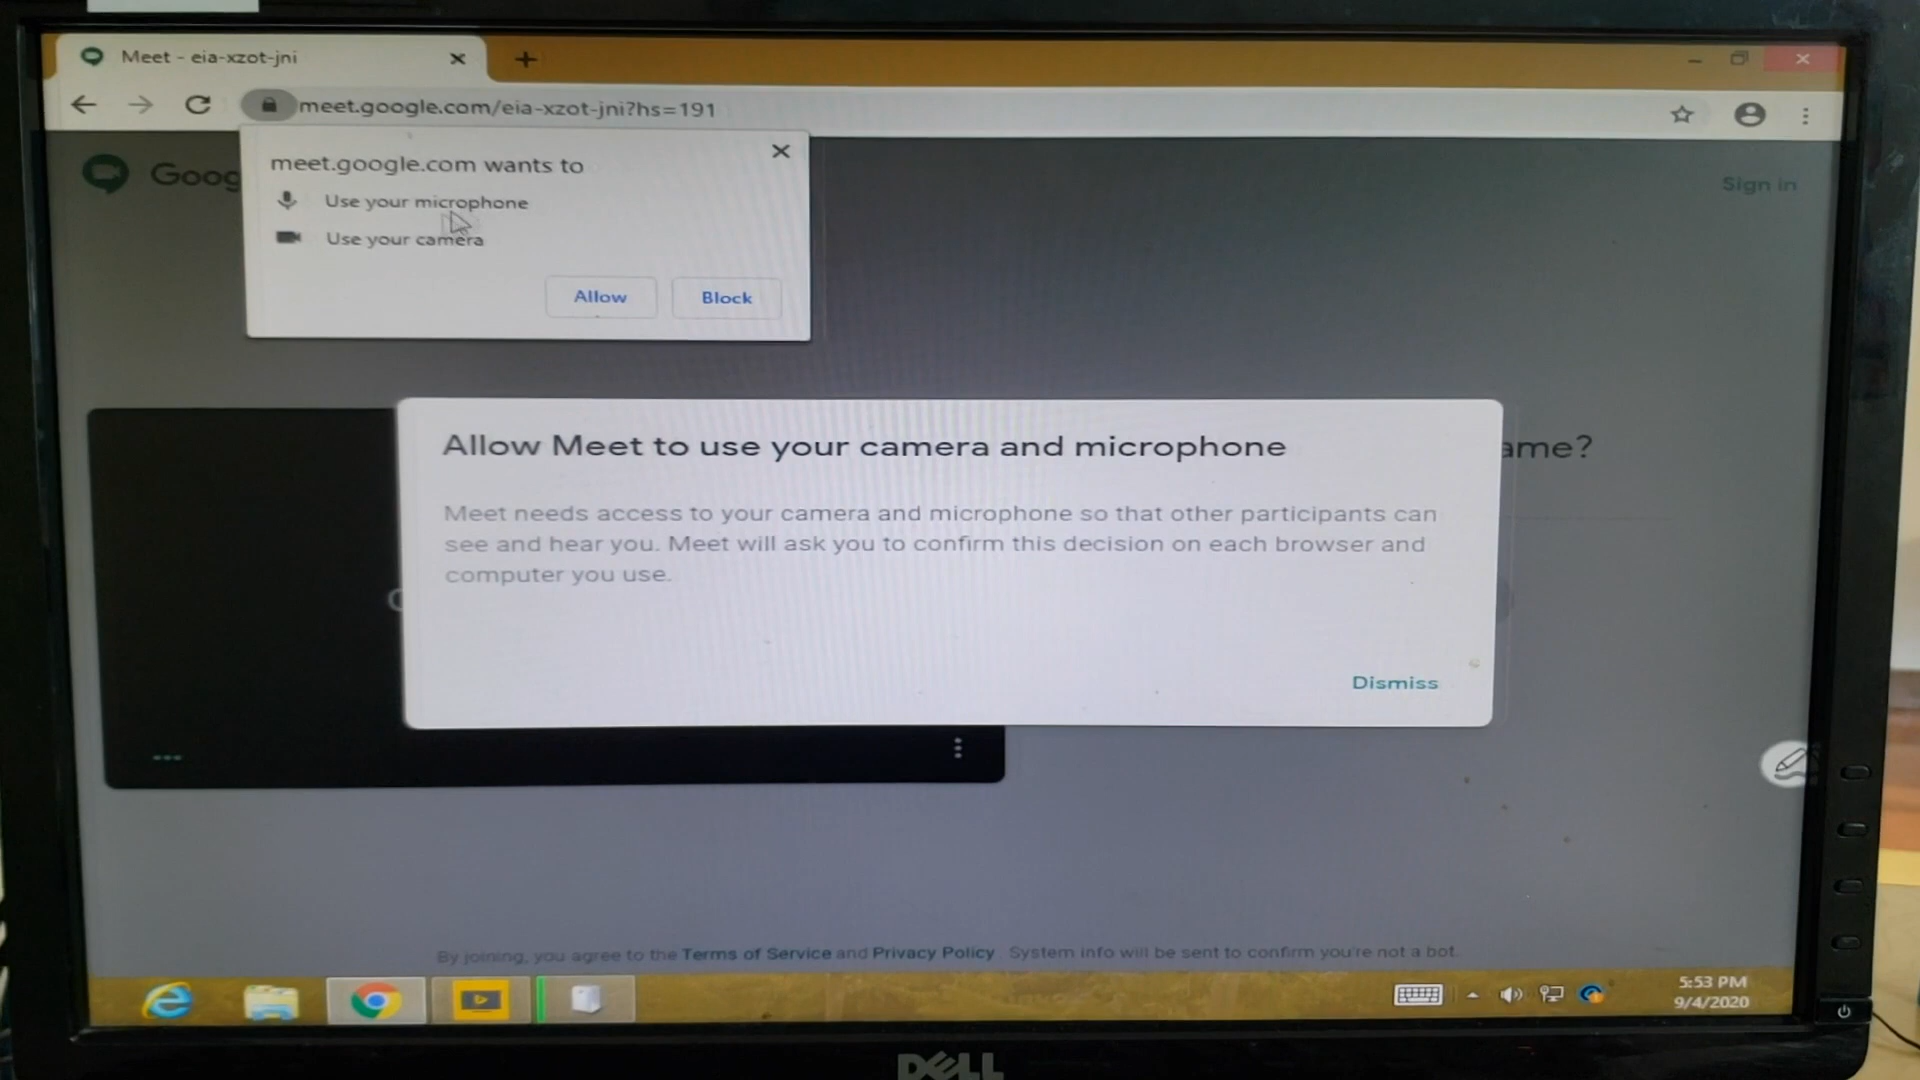 Meet - eia-xzot-jni
meet.google.com/eia-xzot-jni?hs=191
meet.google.com wants to
Use your microphone
Use your camera
Allow
Block
Goog
Sign in
Allow Meet to use your camera and microphone
ame?
Meet needs access to your camera and microphone so that other participants can
see and hear you. Meet will ask you to confirm this decision on each browser and
computer you use.
Dismiss
By joining, you agree to the Terms of Service and Privacy Policy. System info will be sent to confirm you're not a bot.
5:53 PM
9/4/2020
DELL